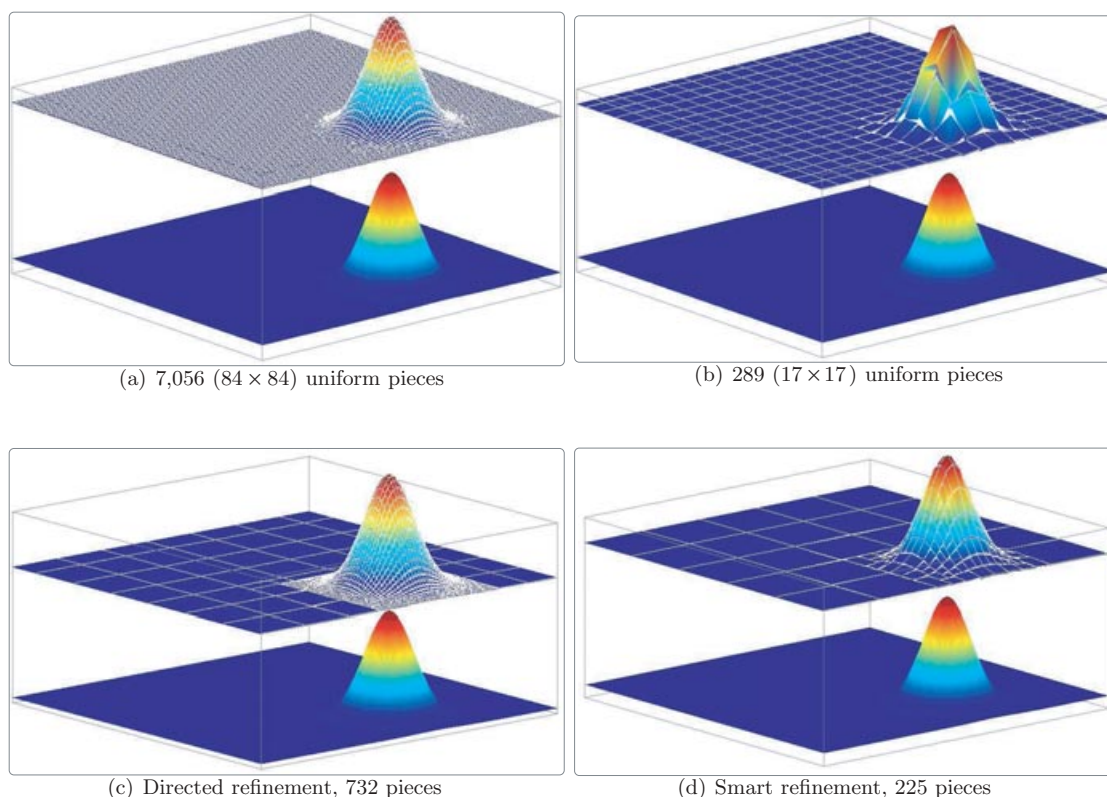 (a) 7,056 (84 × 84) uniform pieces
(b) 289 (17×17) uniform pieces
(c) Directed refinement, 732 pieces
(d) Smart refinement, 225 pieces